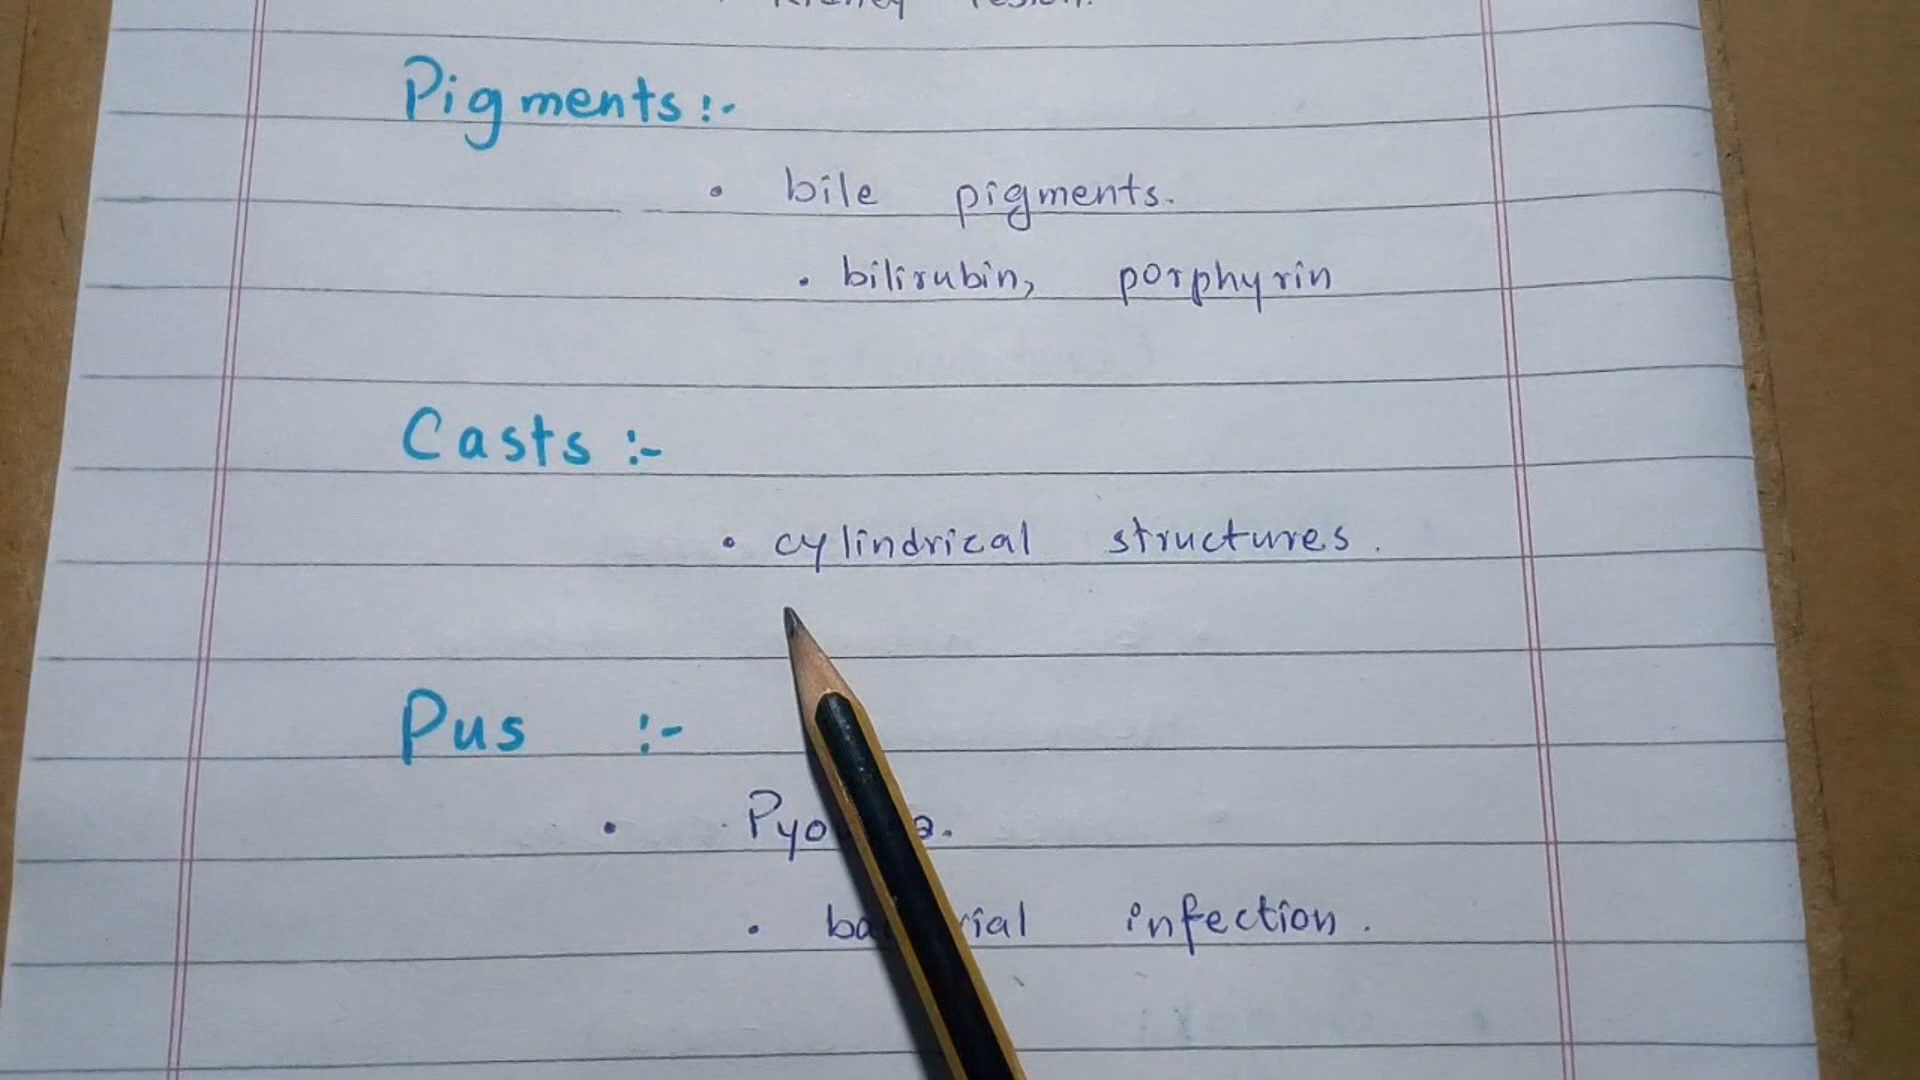 Pigments :-
• bile pigments.
• bilirubin, porphyrin
Casts :-
• cylindrical structures.
Pus :-
•
• infection.